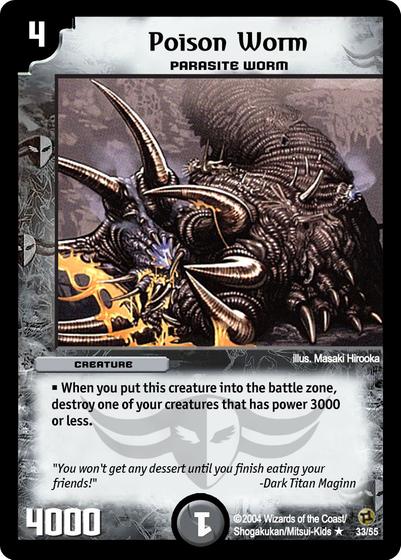 4
Poison Worm
PARASITE WORM
illus. Masaki Hirooka
CREATURE
▪ When you put this creature into the battle zone,
destroy one of your creatures that has power 3000
or less.
"You won't get any dessert until you finish eating your
friends!" -Dark Titan Maginn
4000
1
©2004 Wizards of the Coast/
Shogakukan/Mitsui-Kids ★ 33/55